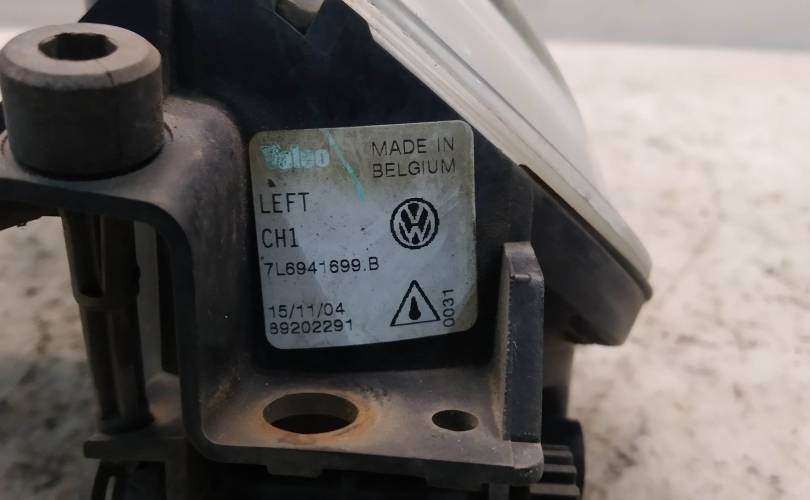 Valeo
MADE IN
BELGIUM
LEFT
CH1
7L6941699.B
15/11/04
89202291
0031